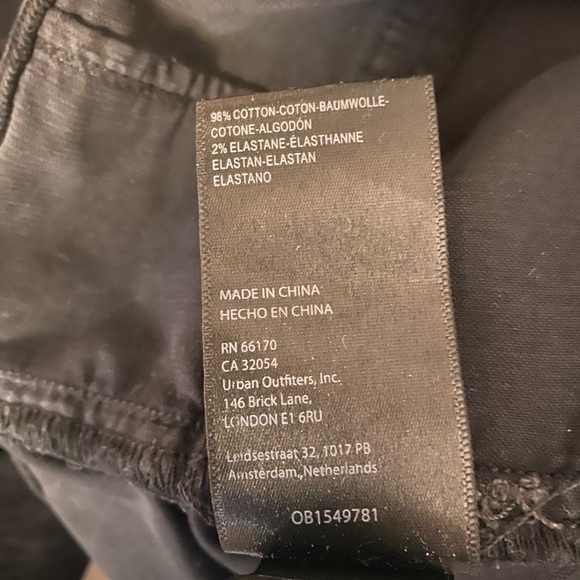 98% COTTON-COTON-BAUMWOLLE-
COTONE-ALGODÓN
2% ELASTANE-ÉLASTHANNE
ELASTAN-ELASTAN
ELASTANO
MADE IN CHINA
HECHO EN CHINA
RN 66170
CA 32054
Urban Outfitters, Inc.
146 Brick Lane,
LONDON E1 6RU
Leidsestraat 32, 1017 PB
Amsterdam, Netherlands
OB1549781